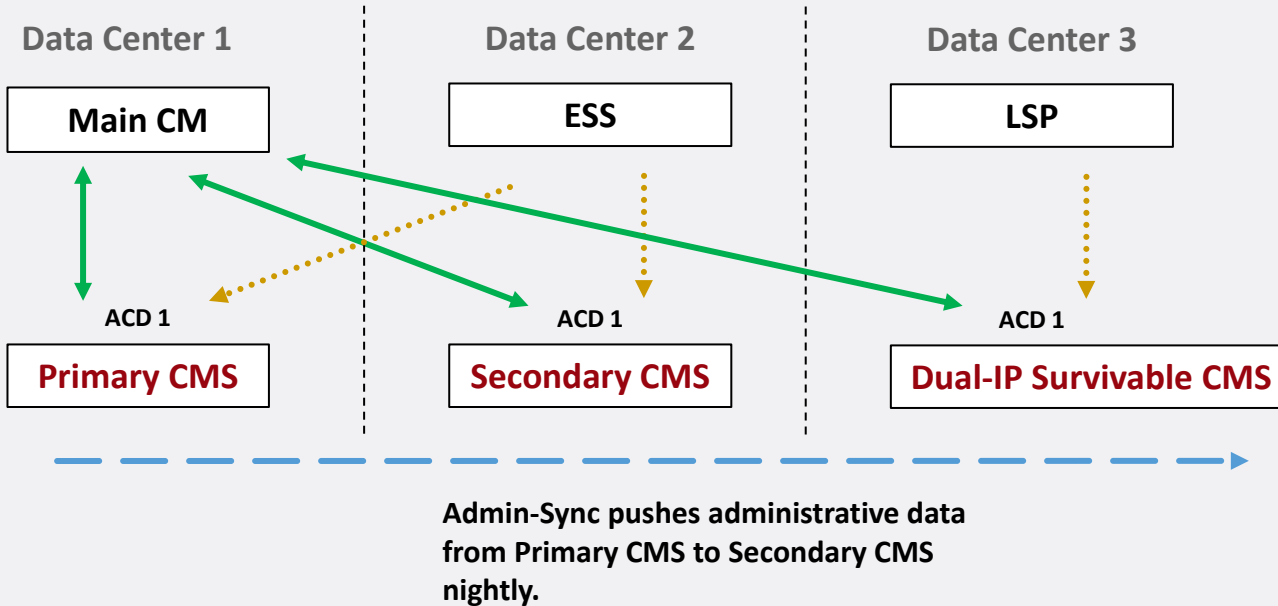 Data Center 1
Data Center 2
Data Center 3
Main CM
ESS
LSP
ACD 1
ACD 1
ACD 1
Primary CMS
Secondary CMS
Dual-IP Survivable CMS
Admin-Sync pushes administrative data
from Primary CMS to Secondary CMS
nightly.